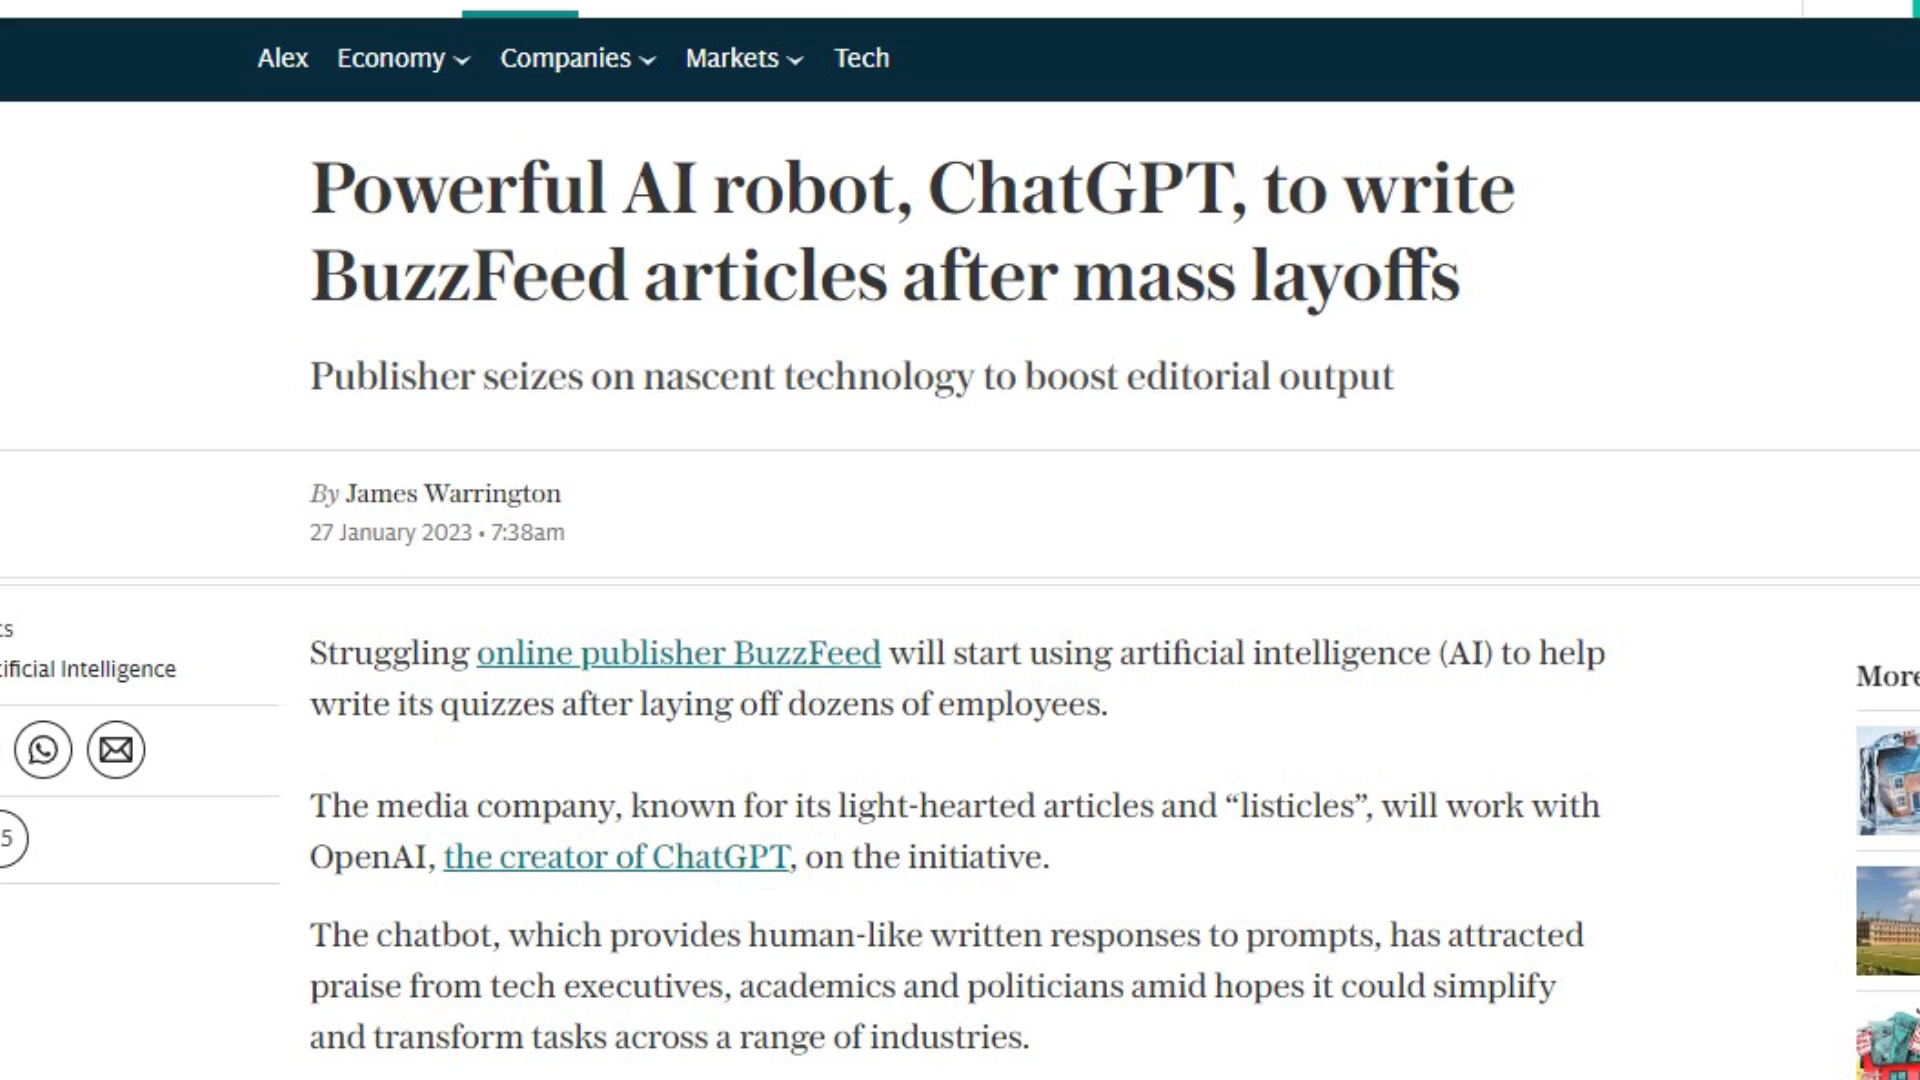 Alex Economy Companies Markets Tech
Powerful AI robot, ChatGPT, to write
BuzzFeed articles after mass layoffs
Publisher seizes on nascent technology to boost editorial output
By James Warrington
27 January 2023 • 7:38am
cs
ificial Intelligence
5
Struggling online publisher BuzzFeed will start using artificial intelligence (AI) to help
write its quizzes after laying off dozens of employees.
The media company, known for its light-hearted articles and “listicles”, will work with
OpenAI, the creator of ChatGPT, on the initiative.
The chatbot, which provides human-like written responses to prompts, has attracted
praise from tech executives, academics and politicians amid hopes it could simplify
and transform tasks across a range of industries.
More